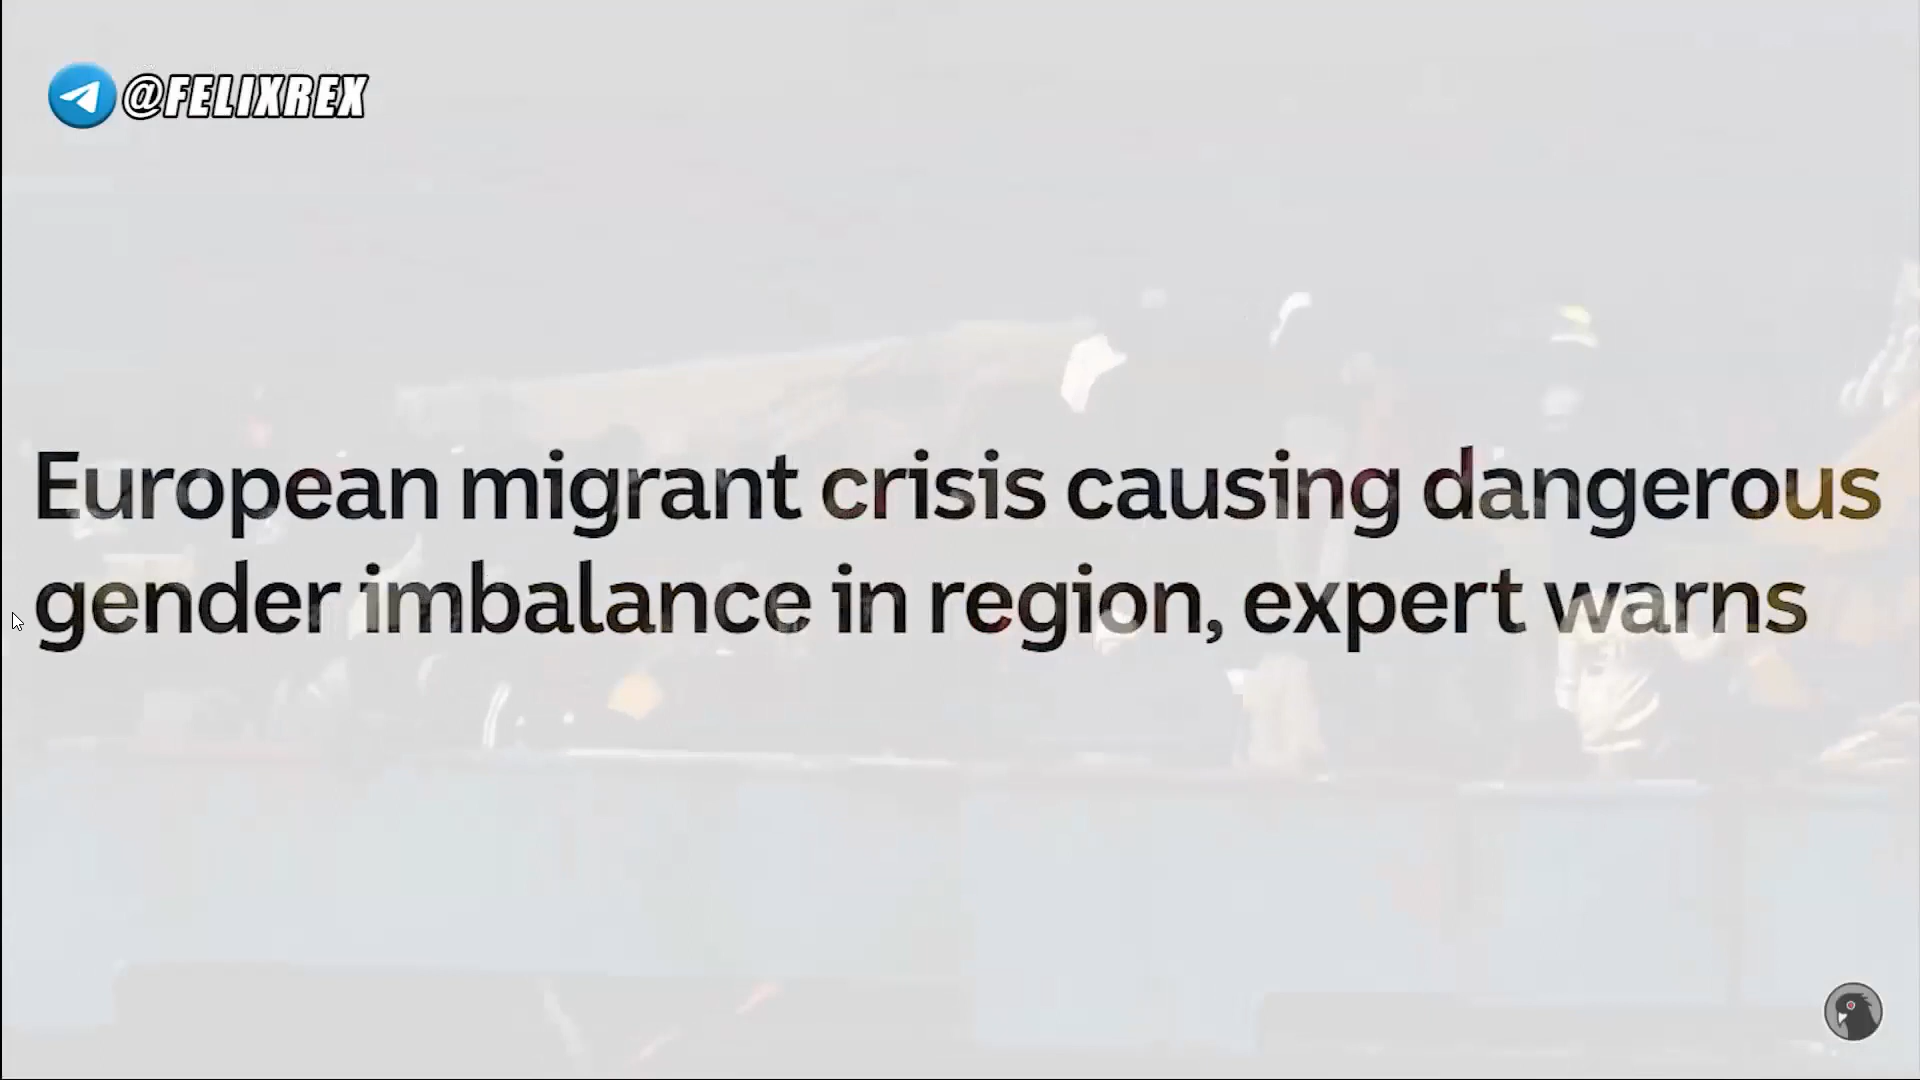 @FELIXREX
European migrant crisis causing dangerous
gender imbalance in region, expert warns